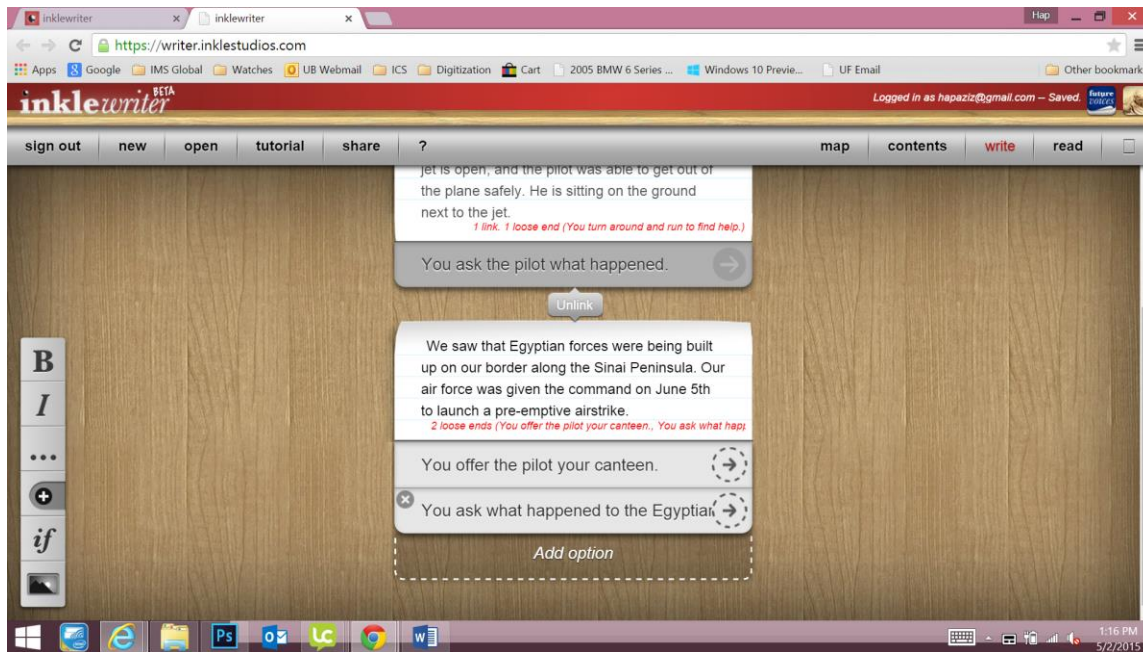 inklewriter
inklewriter
Hap
https://writer.inklestudios.com
Apps Google IMS Global Watches UB Webmail ICS Digitization Cart 2005 BMW 6 Series ... Windows 10 Previe... UF Email Other bookmark
inklewriter BETA
Logged in as hapaziz@gmail.com – Saved.
future voices
sign out new open tutorial share ? map contents write read
jet is open, and the pilot was able to get out of
the plane safely. He is sitting on the ground
next to the jet.
1 link. 1 loose end (You turn around and run to find help.)
You ask the pilot what happened.
Unlink
We saw that Egyptian forces were being built
up on our border along the Sinai Peninsula. Our
air force was given the command on June 5th
to launch a pre-emptive airstrike.
2 loose ends (You offer the pilot your canteen., You ask what hap
You offer the pilot your canteen.
You ask what happened to the Egyptian
Add option
B
I
...
if
Ps
LC
1:16 PM
5/2/2015